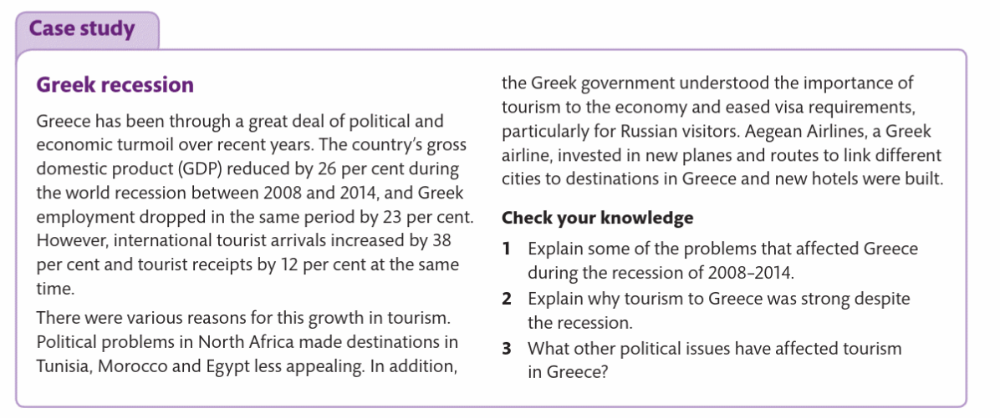 Case study
Greek recession
Greece has been through a great deal of political and
economic turmoil over recent years. The country's gross
domestic product (GDP) reduced by 26 per cent during
the world recession between 2008 and 2014, and Greek
employment dropped in the same period by 23 per cent.
However, international tourist arrivals increased by 38
per cent and tourist receipts by 12 per cent at the same
time.
There were various reasons for this growth in tourism.
Political problems in North Africa made destinations in
Tunisia, Morocco and Egypt less appealing. In addition,
the Greek government understood the importance of
tourism to the economy and eased visa requirements,
particularly for Russian visitors. Aegean Airlines, a Greek
airline, invested in new planes and routes to link different
cities to destinations in Greece and new hotels were built.
Check your knowledge
1 Explain some of the problems that affected Greece
during the recession of 2008–2014.
2 Explain why tourism to Greece was strong despite
the recession.
3 What other political issues have affected tourism
in Greece?